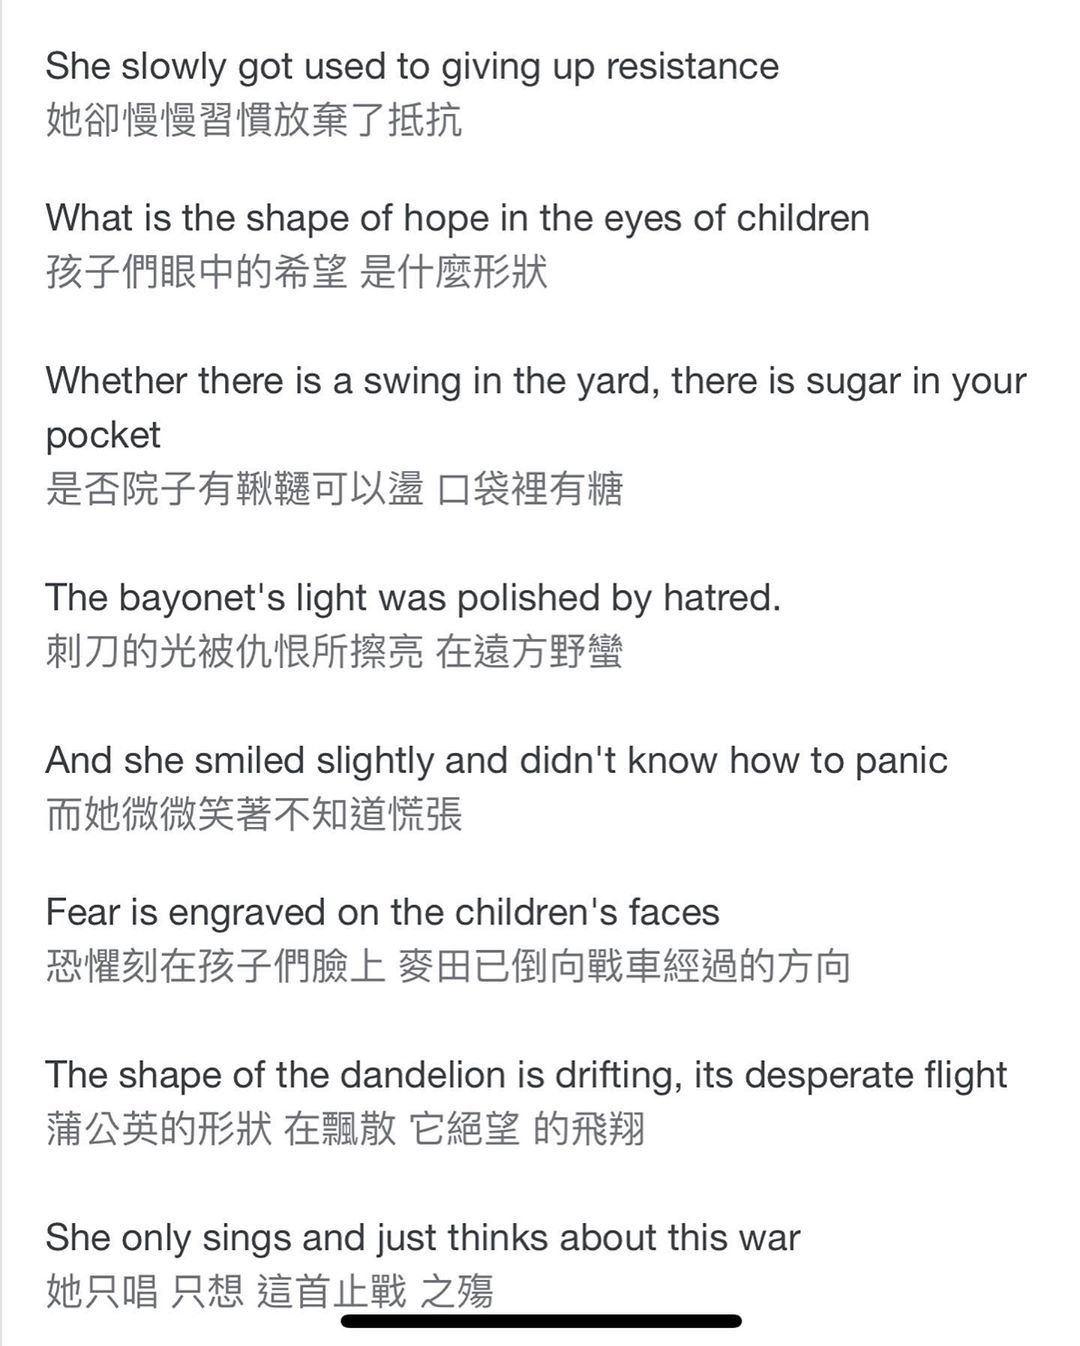 She slowly got used to giving up resistance
她卻慢慢習慣放棄了抵抗
What is the shape of hope in the eyes of children
孩子們眼中的希望 是什麼形狀
Whether there is a swing in the yard, there is sugar in your
pocket
是否院子有鞦韆可以盪 口袋裡有糖
The bayonet's light was polished by hatred.
刺刀的光被仇恨所擦亮 在遠方野蠻
And she smiled slightly and didn't know how to panic
而她微微笑著不知道慌張
Fear is engraved on the children's faces
恐懼刻在孩子們臉上 麥田已倒向戰車經過的方向
The shape of the dandelion is drifting, its desperate flight
蒲公英的形狀 在飄散 它絕望 的飛翔
She only sings and just thinks about this war
她只唱 只想 這首止戰 之殤